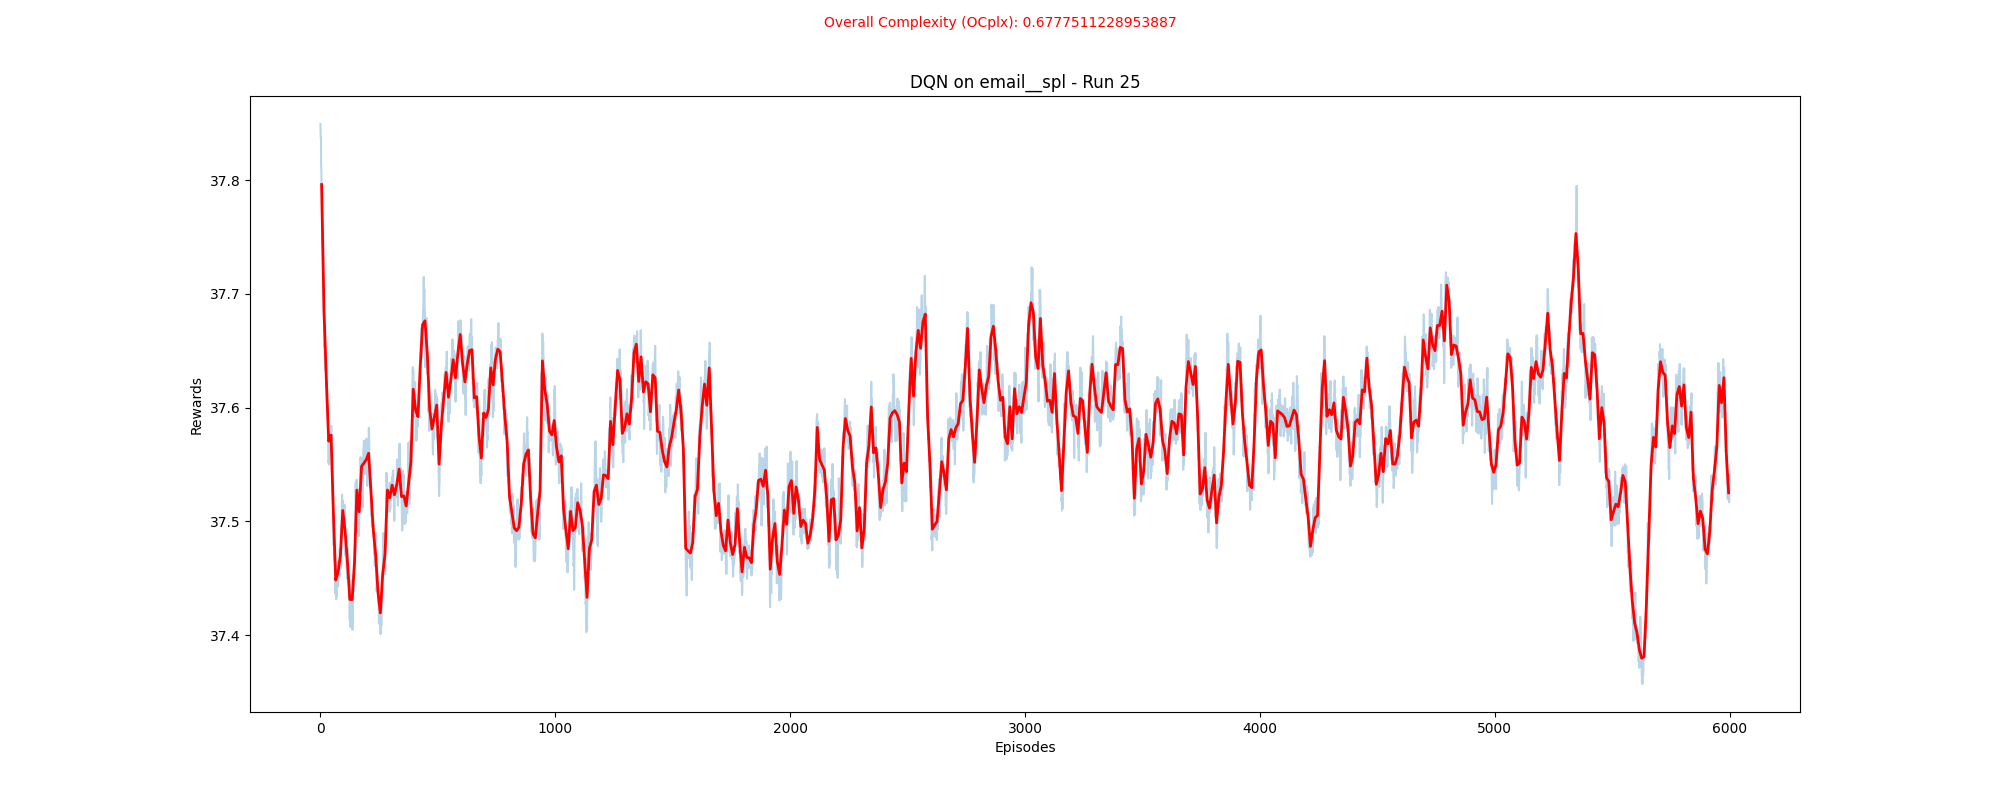 Overall Complexity (OCplx): 0.6777511228953887
DQN on email__spl - Run 25
Rewards
37.8
37.7
37.6
37.5
37.4
0 1000 2000 3000 4000 5000 6000
Episodes